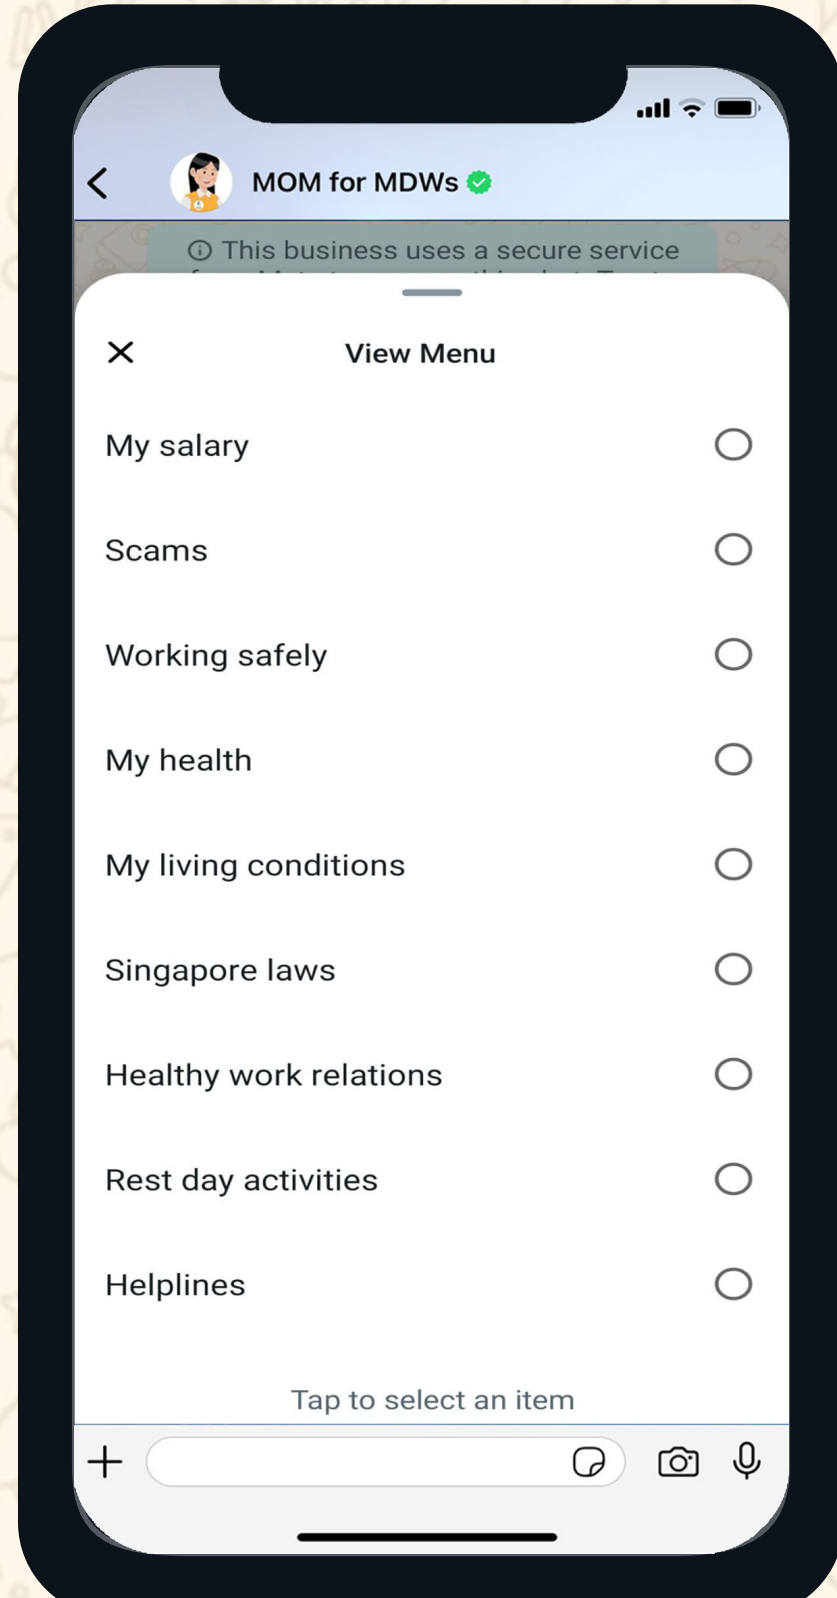 MOM for MDWs
This business uses a secure service
View Menu
My salary
Scams
Working safely
My health
My living conditions
Singapore laws
Healthy work relations
Rest day activities
Helplines
Tap to select an item